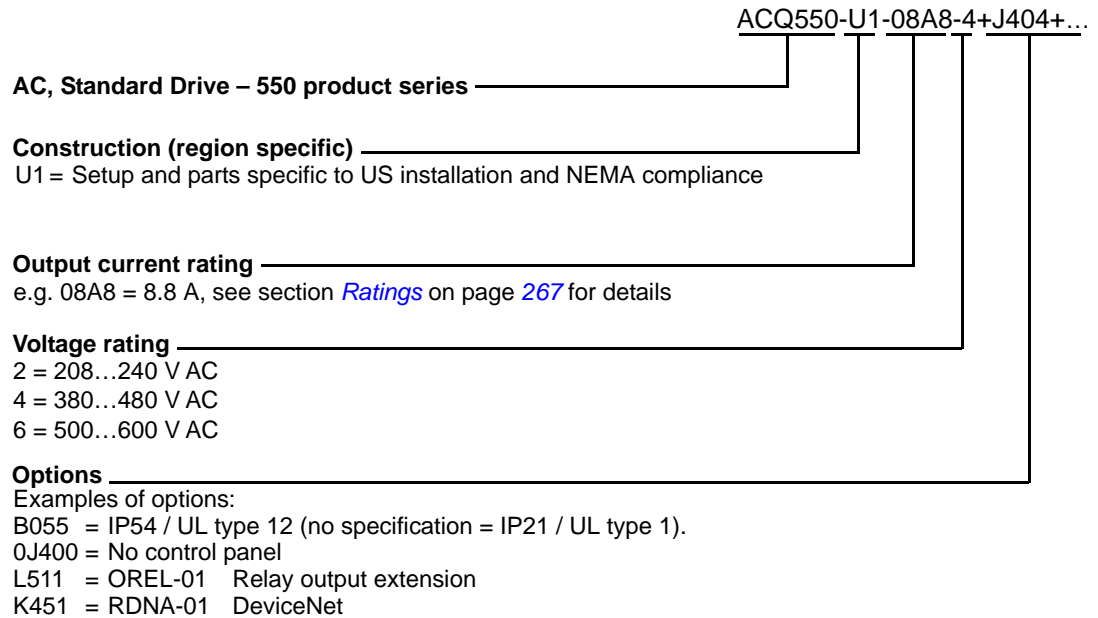 ACQ550-U1-08A8-4+J404+…
AC, Standard Drive – 550 product series
Construction (region specific)
U1 = Setup and parts specific to US installation and NEMA compliance
Output current rating
e.g. 08A8 = 8.8 A, see section Ratings on page 267 for details
Voltage rating
2 = 208…240 V AC
4 = 380…480 V AC
6 = 500…600 V AC
Options
Examples of options:
B055 = IP54 / UL type 12 (no specification = IP21 / UL type 1).
0J400 = No control panel
L511 = OREL-01 Relay output extension
K451 = RDNA-01 DeviceNet